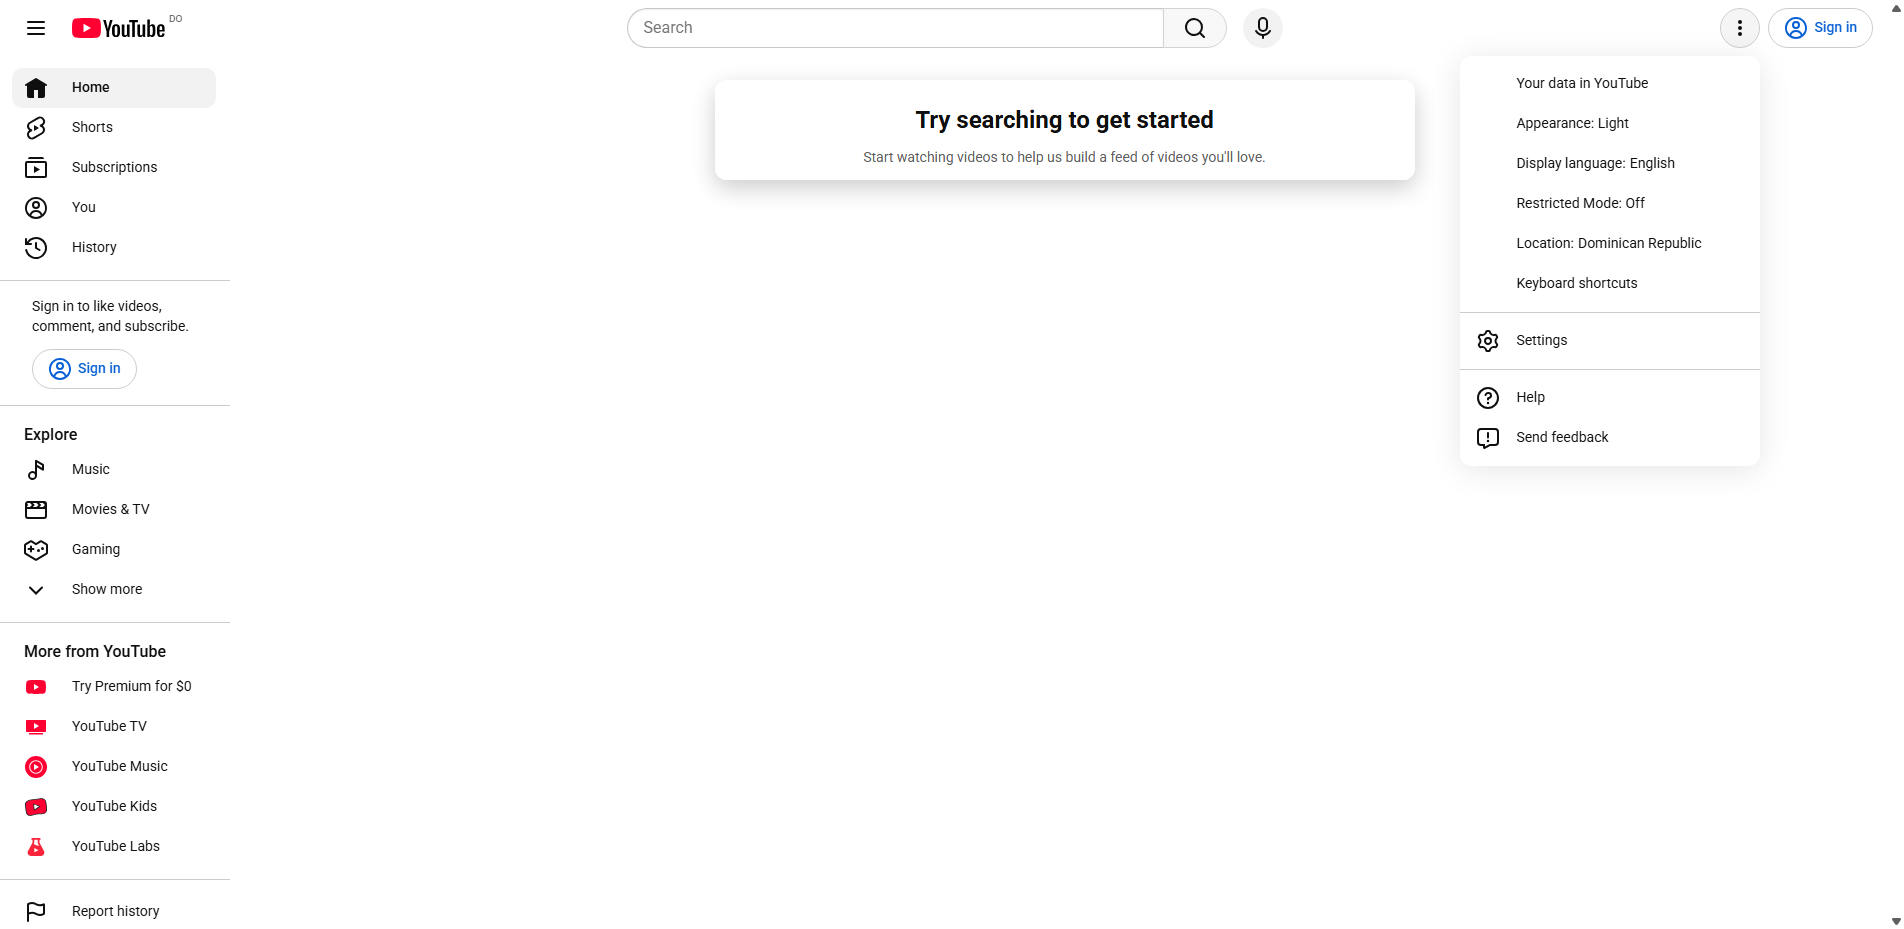 YouTube DO
Search
Sign in
Home
Shorts
Subscriptions
You
History
Sign in to like videos,
comment, and subscribe.
Sign in
Explore
Music
Movies & TV
Gaming
Show more
More from YouTube
Try Premium for $0
YouTube TV
YouTube Music
YouTube Kids
YouTube Labs
Report history
Try searching to get started
Start watching videos to help us build a feed of videos you'll love.
Your data in YouTube
Appearance: Light
Display language: English
Restricted Mode: Off
Location: Dominican Republic
Keyboard shortcuts
Settings
Help
Send feedback